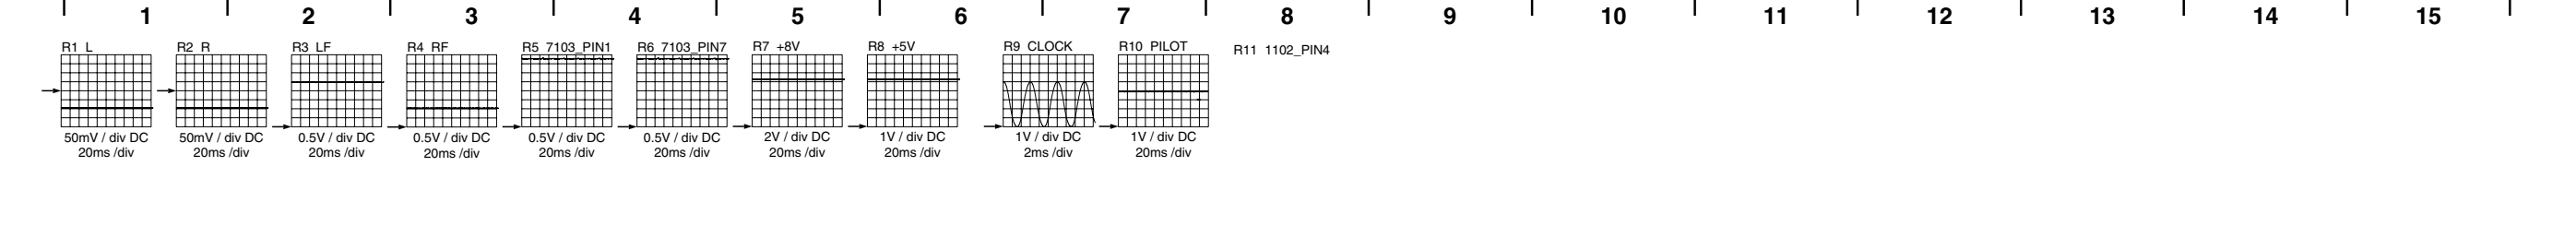 1 2 3 4 5 6 7 8 9 10 11 12 13 14 15
R1 L R2 R R3 LF R4 RF R5 7103_PIN1 R6 7103_PIN7 R7 +8V R8 +5V R9 CLOCK R10 PILOT R11 1102_PIN4
50mV / div DC 50mV / div DC 0.5V / div DC 0.5V / div DC 0.5V / div DC 0.5V / div DC 2V / div DC 1V / div DC 1V / div DC 1V / div DC
20ms /div 20ms /div 20ms /div 20ms /div 20ms /div 20ms /div 20ms /div 20ms /div 2ms /div 20ms /div